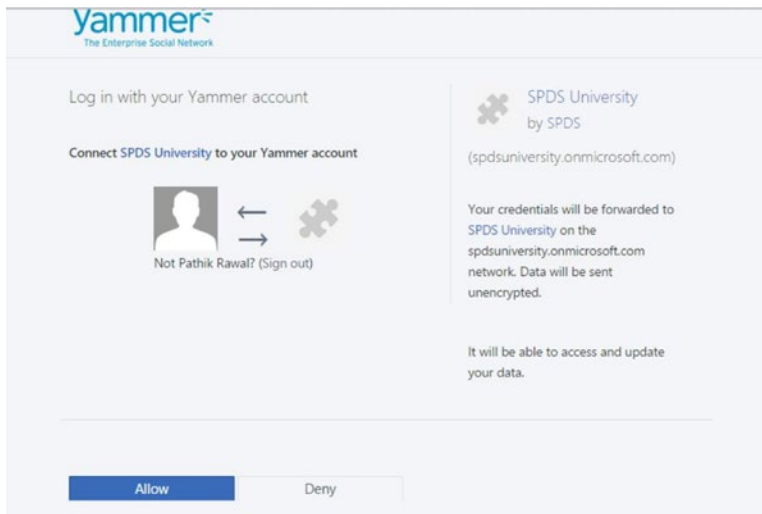 yammer
The Enterprise Social Network
Log in with your Yammer account
Connect SPDS University to your Yammer account
Not Pathik Rawal? (Sign out)
SPDS University
by SPDS
(spdsuniversity.onmicrosoft.com)
Your credentials will be forwarded to
SPDS University on the
spdsuniversity.onmicrosoft.com
network. Data will be sent
unencrypted.
It will be able to access and update
your data.
Allow
Deny